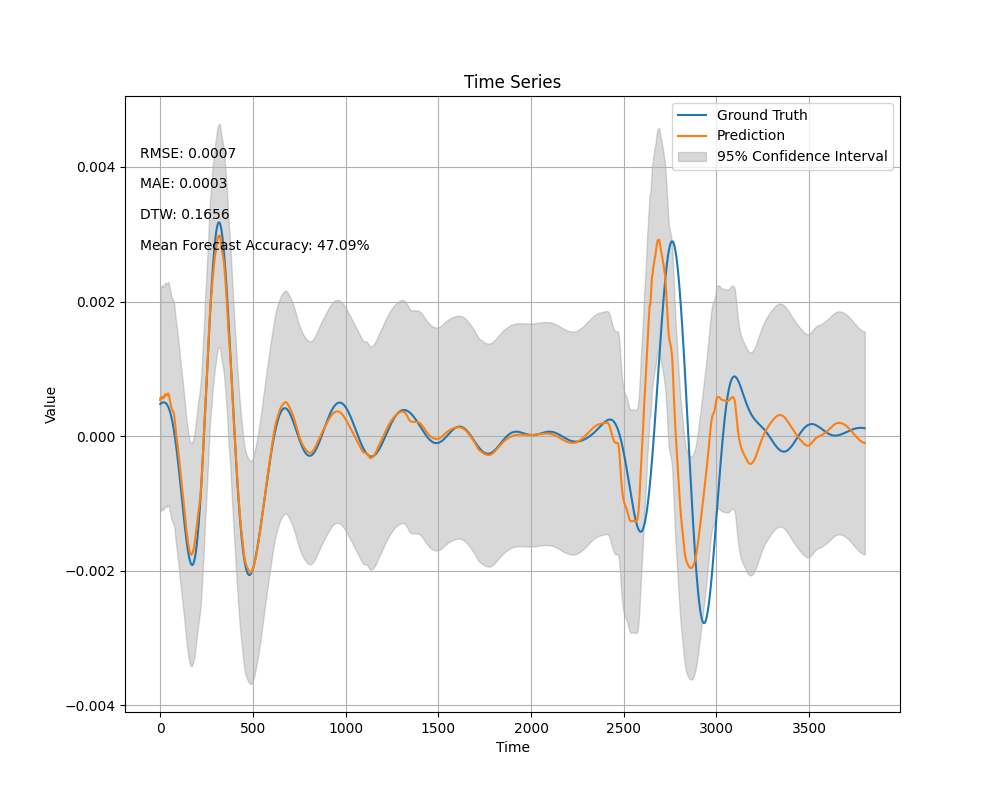 Time Series
Ground Truth
Prediction
95% Confidence Interval
RMSE: 0.0007
MAE: 0.0003
DTW: 0.1656
Mean Forecast Accuracy: 47.09%
Value
0.004
0.002
0.000
−0.002
−0.004
0 500 1000 1500 2000 2500 3000 3500
Time